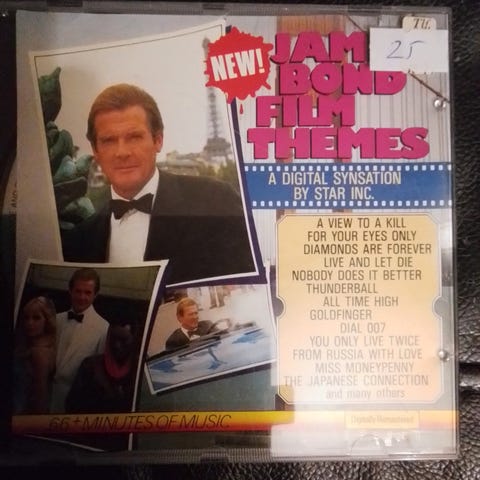 NEW!
JAM
BOND
FILM
THEMES
25
A DIGITAL SYNSATION
BY STAR INC.
A VIEW TO A KILL
FOR YOUR EYES ONLY
DIAMONDS ARE FOREVER
LIVE AND LET DIE
NOBODY DOES IT BETTER
THUNDERBALL
ALL TIME HIGH
GOLDFINGER
DIAL 007
YOU ONLY LIVE TWICE
FROM RUSSIA WITH LOVE
MISS MONEYPENNY
THE JAPANESE CONNECTION
and many others
66+ MINUTES OF MUSIC
Digitally Remastered